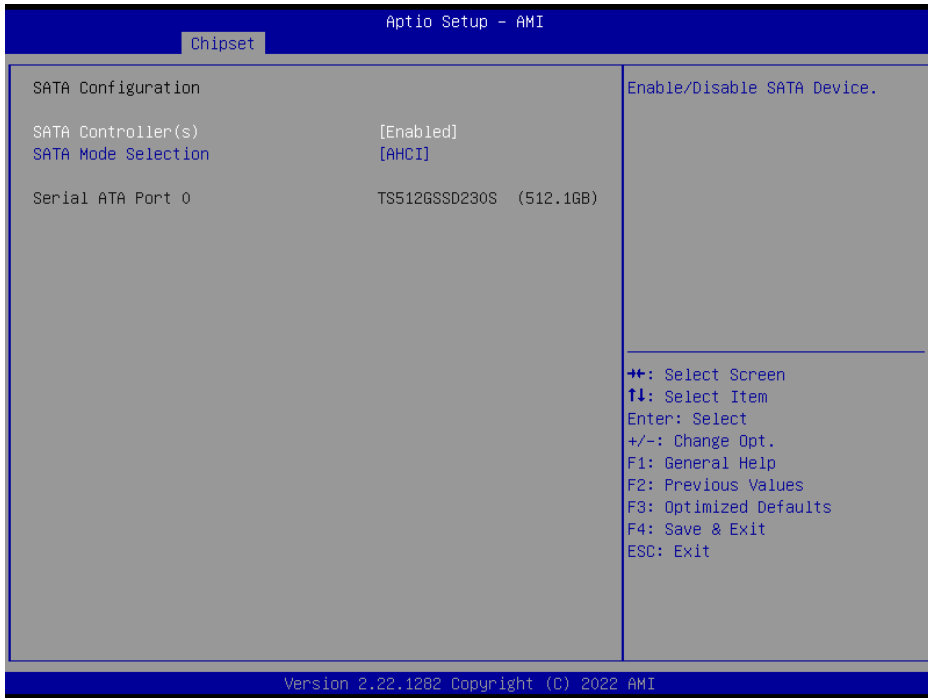 Aptio Setup – AMI
Chipset
SATA Configuration
SATA Controller(s) [Enabled]
SATA Mode Selection [AHCI]
Serial ATA Port 0 TS512GSSD230S (512.1GB)
Enable/Disable SATA Device.
→←: Select Screen
↑↓: Select Item
Enter: Select
+/-: Change Opt.
F1: General Help
F2: Previous Values
F3: Optimized Defaults
F4: Save & Exit
ESC: Exit
Version 2.22.1282 Copyright (C) 2022 AMI